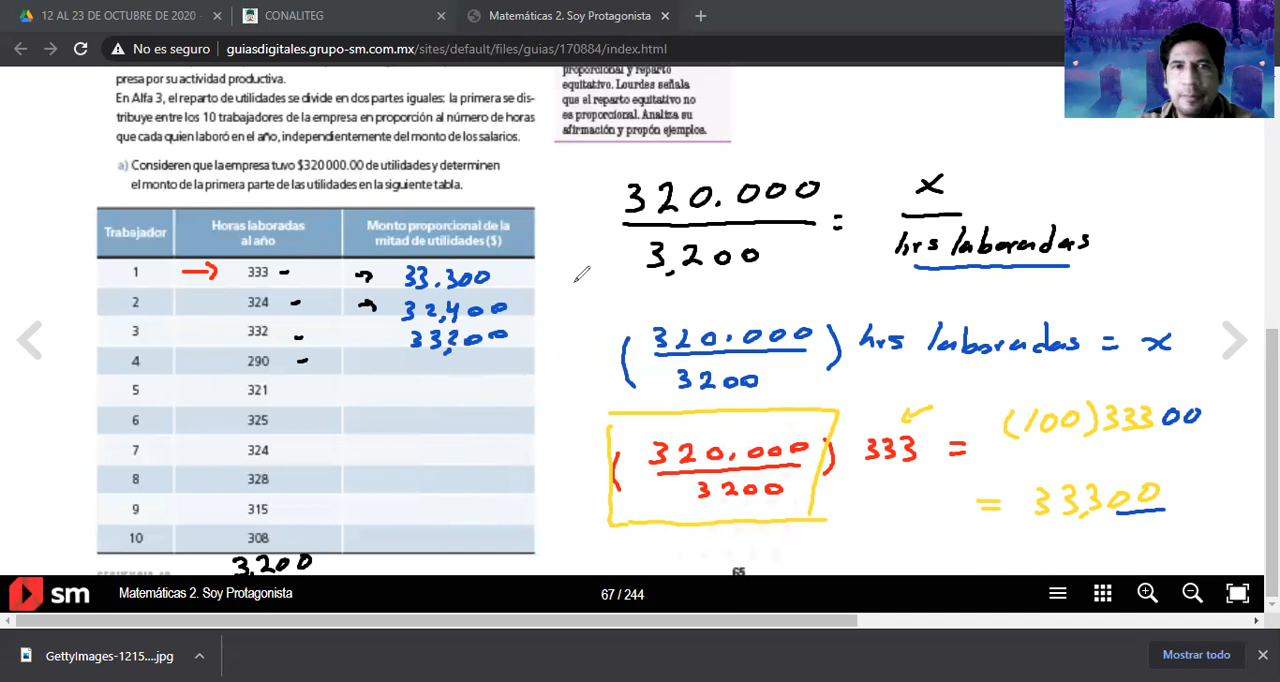 12 AL 23 DE OCTUBRE DE 2020 -
CONALITEG
Matemáticas 2. Soy Protagonista
No es seguro
guiasdigitales.grupo-sm.com.mx/sites/default/files/guias/170884/index.html
presa por su actividad productiva.
En Alfa 3, el reparto de utilidades se divide en dos partes iguales: la primera se dis-
tribuye entre los 10 trabajadores de la empresa en proporción al número de horas
que cada quien laboró en el año, independientemente del monto de los salarios.
a) Consideren que la empresa tuvo $320 000.00 de utilidades y determinen
el monto de la primera parte de las utilidades en la siguiente tabla.
proporcional y reparto
equitativo. Lourdes señala
que el reparto equitativo no
es proporcional. Analiza su
afirmación y propón ejemplos.
Trabajador Horas laboradas al año Monto proporcional de la mitad de utilidades ($)
1 → 333 - → 33.300
2 324 - → 32,400
3 332 - 33,200
4 290 -
5 321
6 325
7 324
8 328
9 315
10 308
3,200
320.000 x
= 
3,200 hrs laboradas
(320.000 / 3200) hrs laboradas = x
(320.000 / 3200) 333 = (100)33300
= 33,300
65
sm
Matemáticas 2. Soy Protagonista
67 / 244
GettyImages-1215....jpg
Mostrar todo